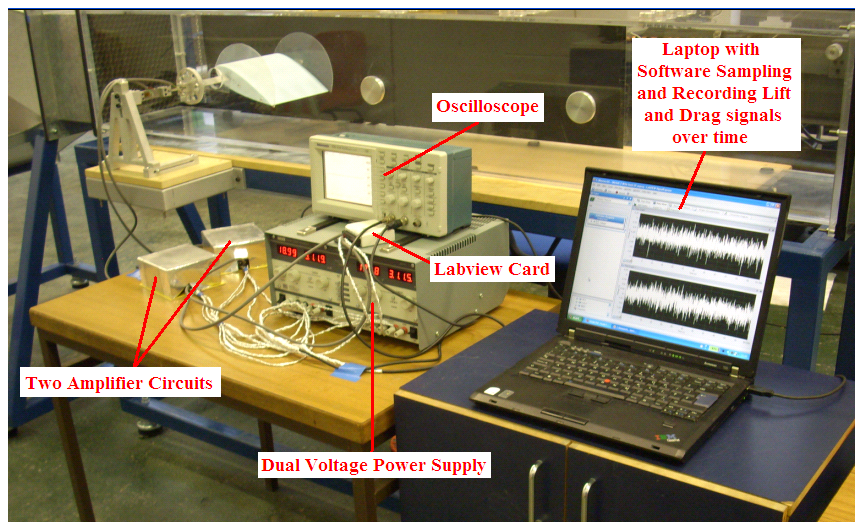 Laptop with
Software Sampling
and Recording Lift
and Drag signals
over time
Oscilloscope
Labview Card
Two Amplifier Circuits
Dual Voltage Power Supply